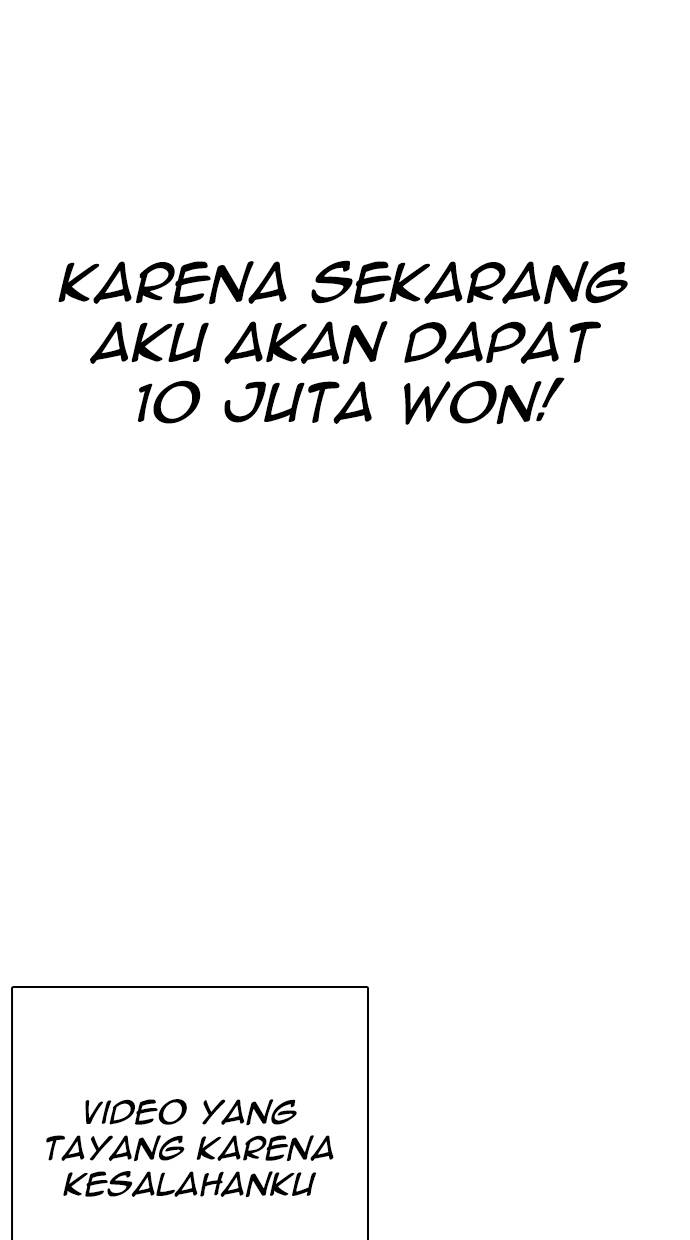 KARENA SEKARANG
AKU AKAN DAPAT
10 JUTA WON!
VIDEO YANG
TAYANG KARENA
KESALAHANKU